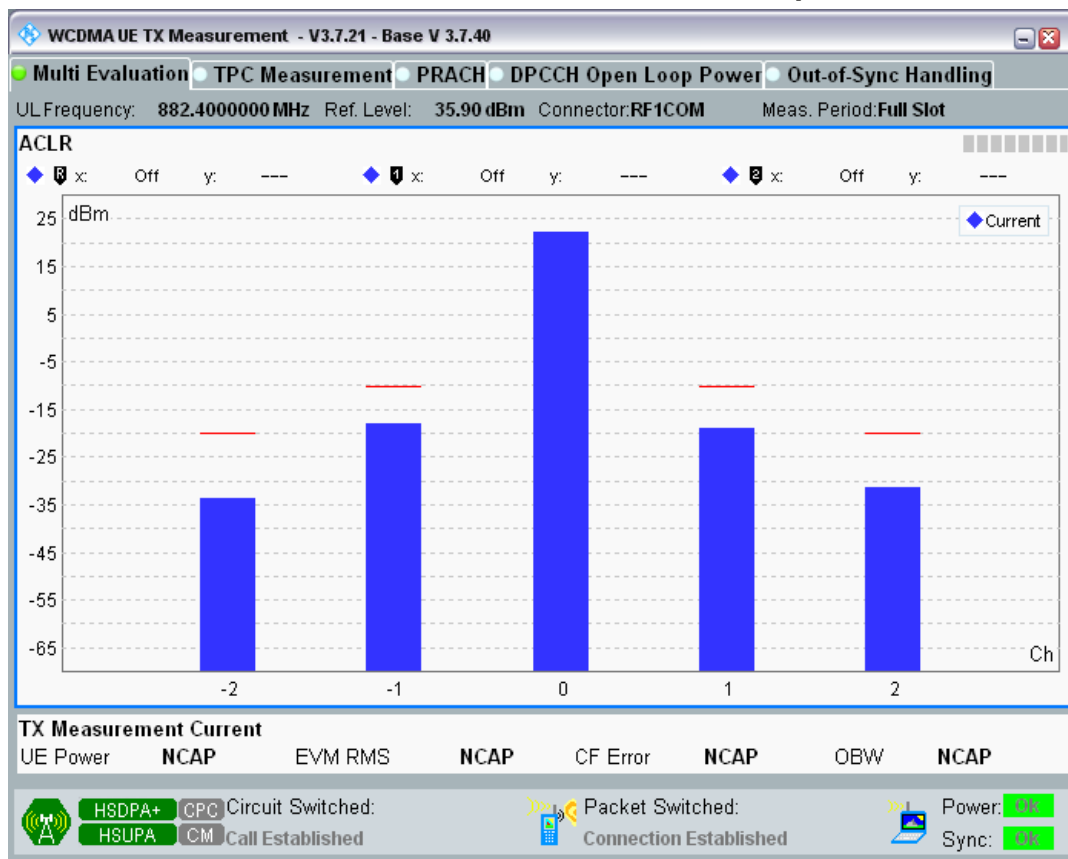 WCDMA UE TX Measurement - V3.7.21 - Base V 3.7.40
Multi Evaluation TPC Measurement PRACH DPCCH Open Loop Power Out-of-Sync Handling
UL Frequency: 882.4000000 MHz Ref. Level: 35.90 dBm Connector:RF1COM Meas. Period:Full Slot
ACLR
R x: Off y: --- 1 x: Off y: --- 2 x: Off y: ---
dBm
Current
25
15
5
-5
-15
-25
-35
-45
-55
-65
Ch
-2 -1 0 1 2
TX Measurement Current
UE Power NCAP EVM RMS NCAP CF Error NCAP OBW NCAP
HSDPA+ CPC Circuit Switched: Packet Switched: Power: OK
HSUPA CM Call Established Connection Established Sync: OK